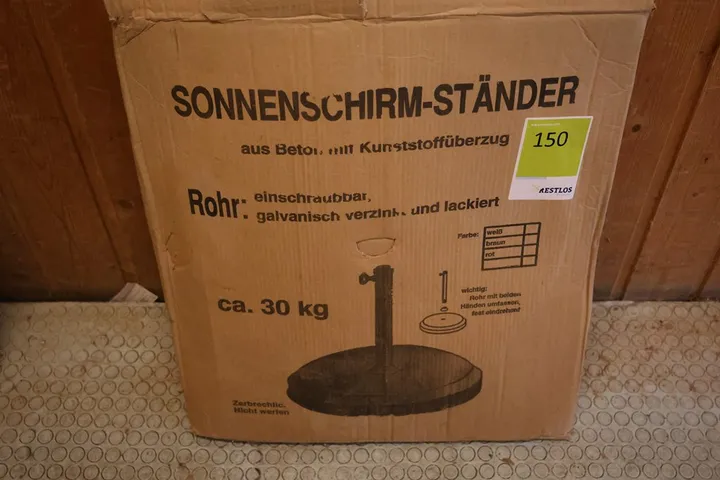 SONNENSCHIRM-STÄNDER
aus Beton mit Kunststoffüberzug
150
RESTLOS
Rohr: einschraubbar,
galvanisch verzinkt und lackiert
Farbe:
weiß
braun
rot
ca. 30 kg
wichtig:
Rohr mit beiden
Händen umfassen,
fest eindrehen!
Zerbrechlich,
Nicht werfen